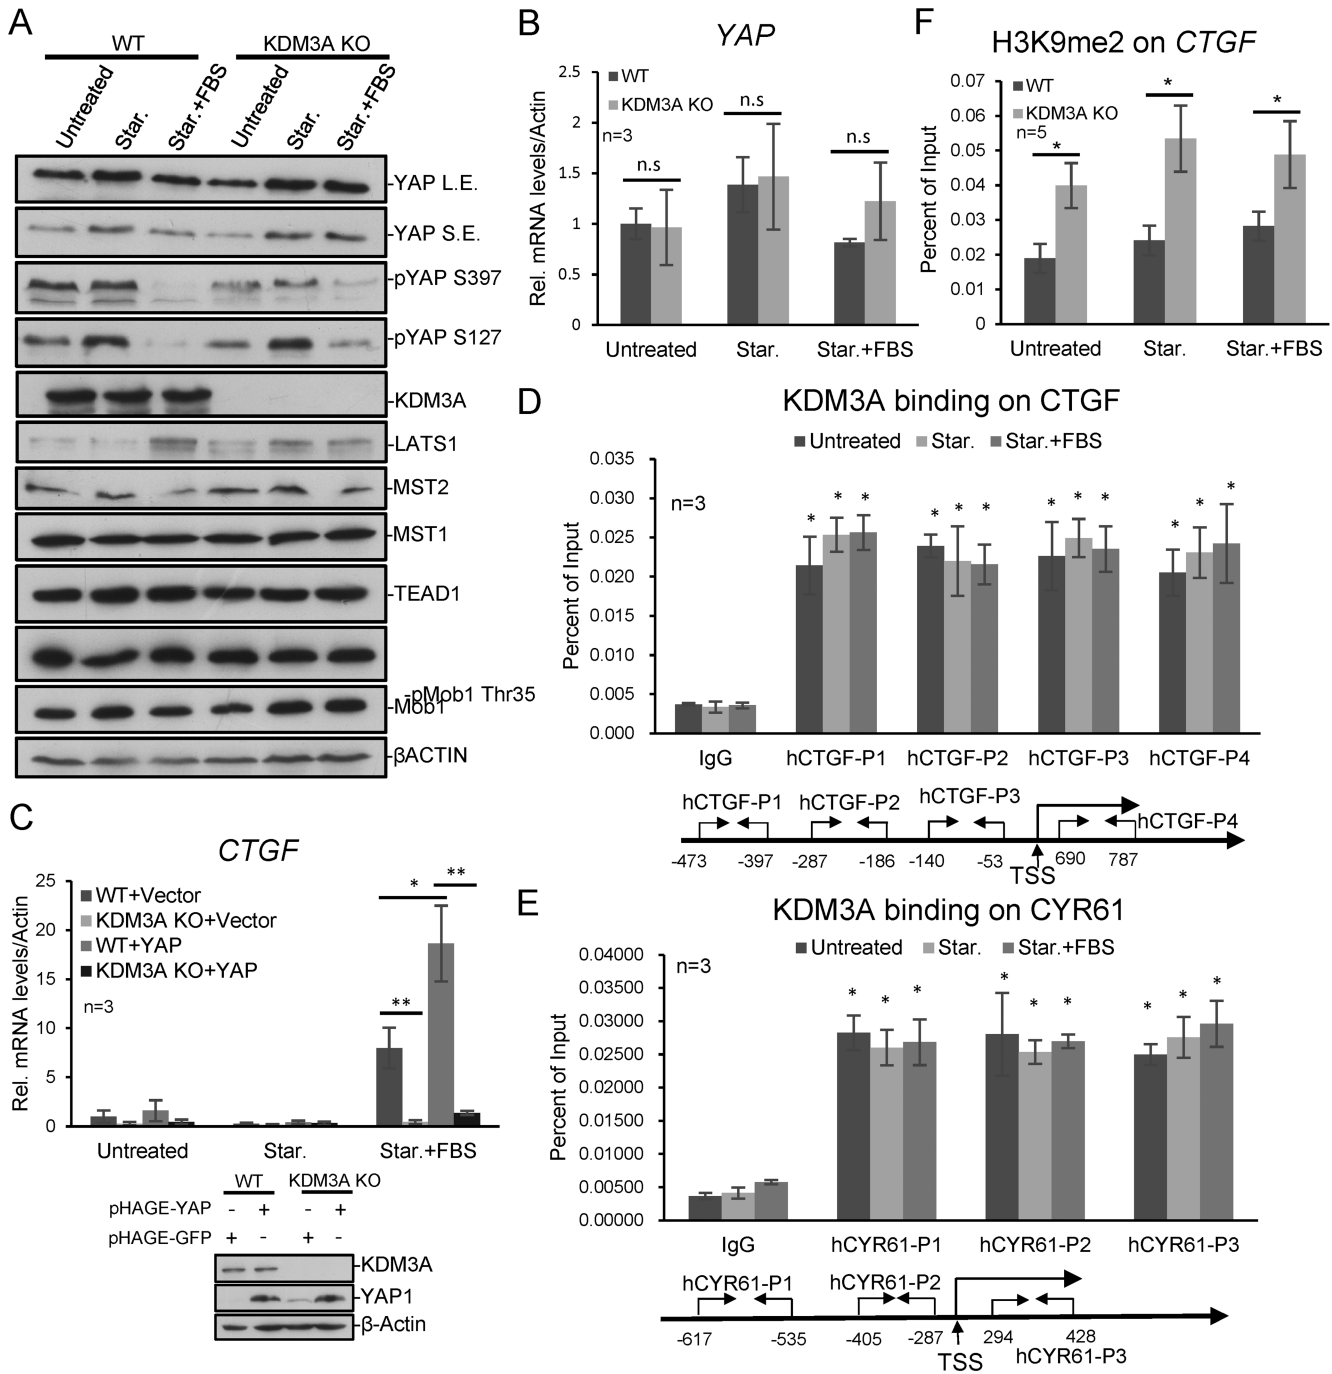 A
WT
KDM3A KO
Untreated
Star.
Star.+FBS
Untreated
Star.
Star.+FBS
-YAP L.E.
-YAP S.E.
-pYAP S397
-pYAP S127
-KDM3A
-LATS1
-MST2
-MST1
-TEAD1
-pMob1 Thr35
-Mob1
-βACTIN
B
YAP
Rel. mRNA levels/Actin
2.5
2
1.5
1
0.5
0
WT
KDM3A KO
n=3
n.s
n.s
n.s
Untreated
Star.
Star.+FBS
F
H3K9me2 on CTGF
Percent of Input
0.07
0.06
0.05
0.04
0.03
0.02
0.01
0
WT
KDM3A KO
n=5
*
*
*
Untreated
Star.
Star.+FBS
D
KDM3A binding on CTGF
Untreated
Star.
Star.+FBS
Percent of Input
0.035
0.030
0.025
0.020
0.015
0.010
0.005
0.000
n=3
* * *
* * *
* * *
* * *
IgG
hCTGF-P1
hCTGF-P2
hCTGF-P3
hCTGF-P4
hCTGF-P1
hCTGF-P2
hCTGF-P3
hCTGF-P4
-473
-397
-287
-186
-140
-53
TSS
690
787
C
CTGF
Rel. mRNA levels/Actin
25
20
15
10
5
0
WT+Vector
KDM3A KO+Vector
WT+YAP
KDM3A KO+YAP
n=3
**
*
**
Untreated
Star.
Star.+FBS
WT
KDM3A KO
pHAGE-YAP - + - +
pHAGE-GFP + - + -
-KDM3A
-YAP1
-β-Actin
E
KDM3A binding on CYR61
Untreated
Star.
Star.+FBS
Percent of Input
0.04000
0.03500
0.03000
0.02500
0.02000
0.01500
0.01000
0.00500
0.00000
n=3
* * *
* * *
* * *
IgG
hCYR61-P1
hCYR61-P2
hCYR61-P3
hCYR61-P1
hCYR61-P2
-617
-535
-405
-287
TSS
294
428
hCYR61-P3